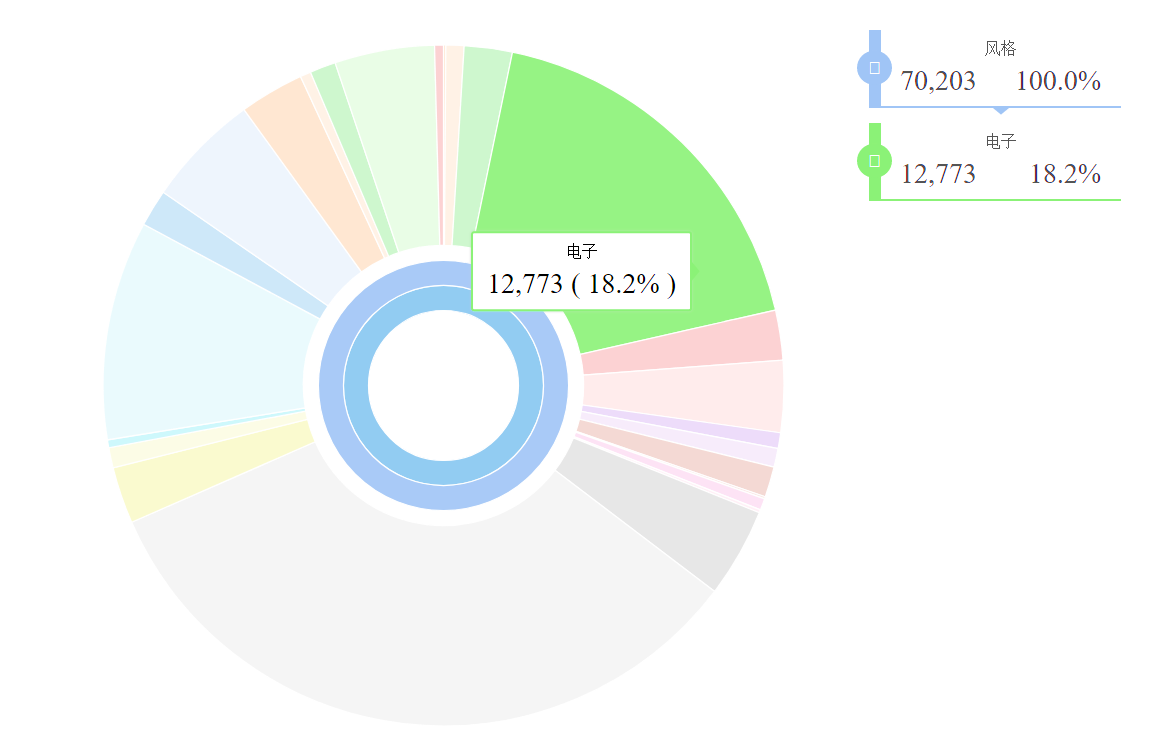 风格
70,203 100.0%
电子
12,773 18.2%
电子
12,773 ( 18.2% )